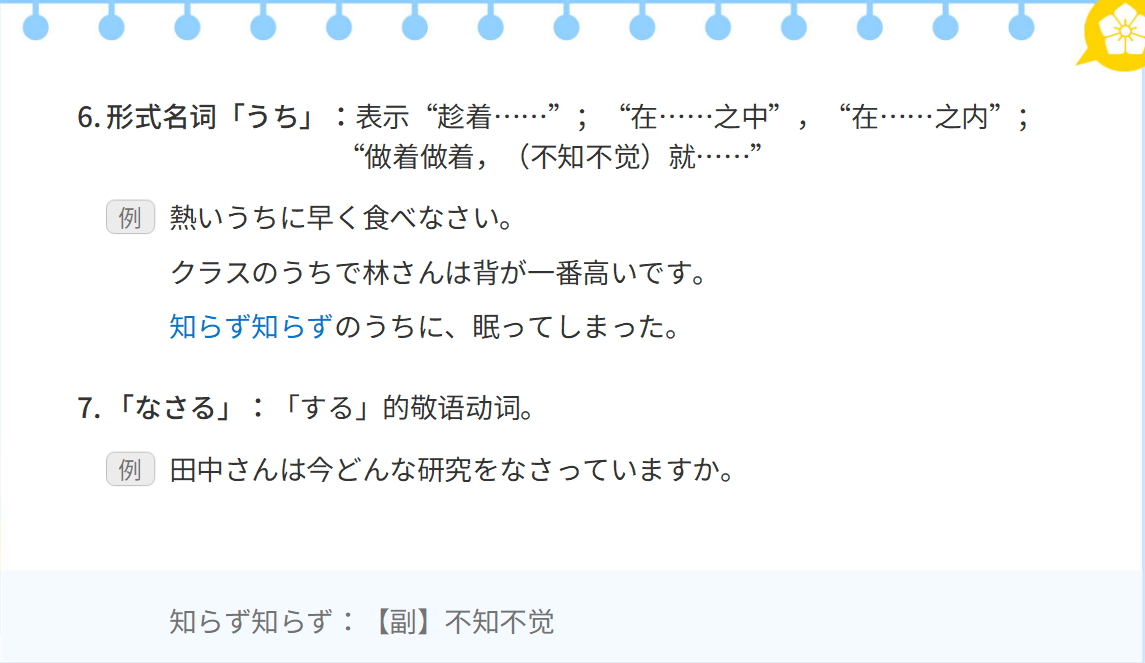 6. 形式名词「うち」：表示“趁着……”；“在……之中”，“在……之内”；
“做着做着，（不知不觉）就……”
例 熱いうちに早く食べなさい。
クラスのうちで林さんは背が一番高いです。
知らず知らずのうちに、眠ってしまった。
7. 「なさる」：「する」的敬语动词。
例 田中さんは今どんな研究をなさっていますか。
知らず知らず：【副】不知不觉